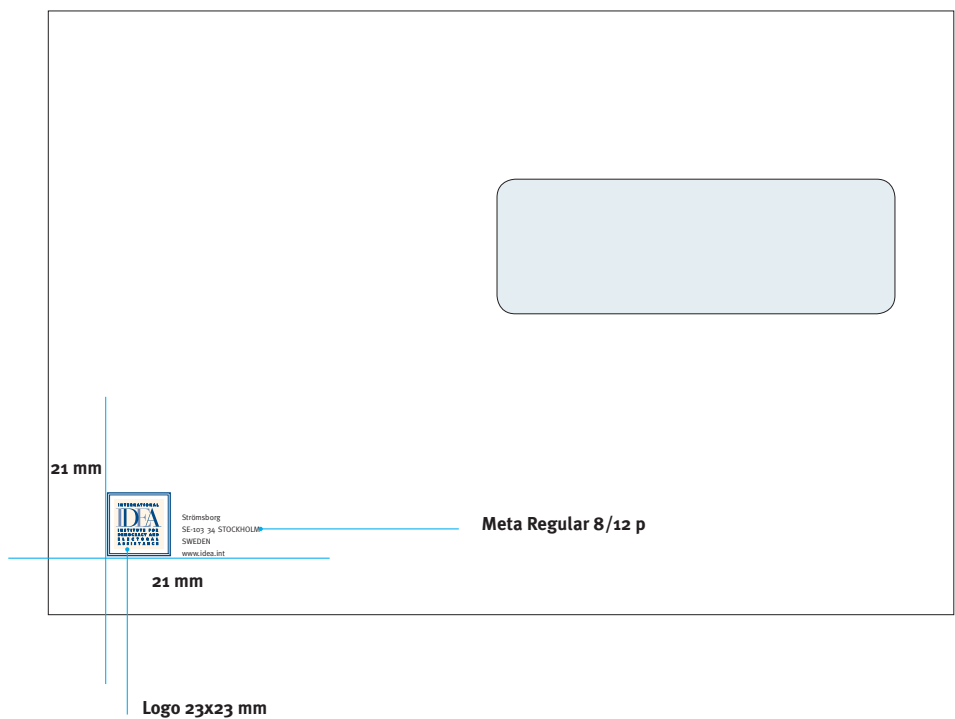 21 mm
INTERNATIONAL
IDEA
INSTITUTE FOR
DEMOCRACY AND
ELECTORAL
ASSISTANCE
Strömsborg
SE-103 34 STOCKHOLM
SWEDEN
www.idea.int
Meta Regular 8/12 p
21 mm
Logo 23x23 mm